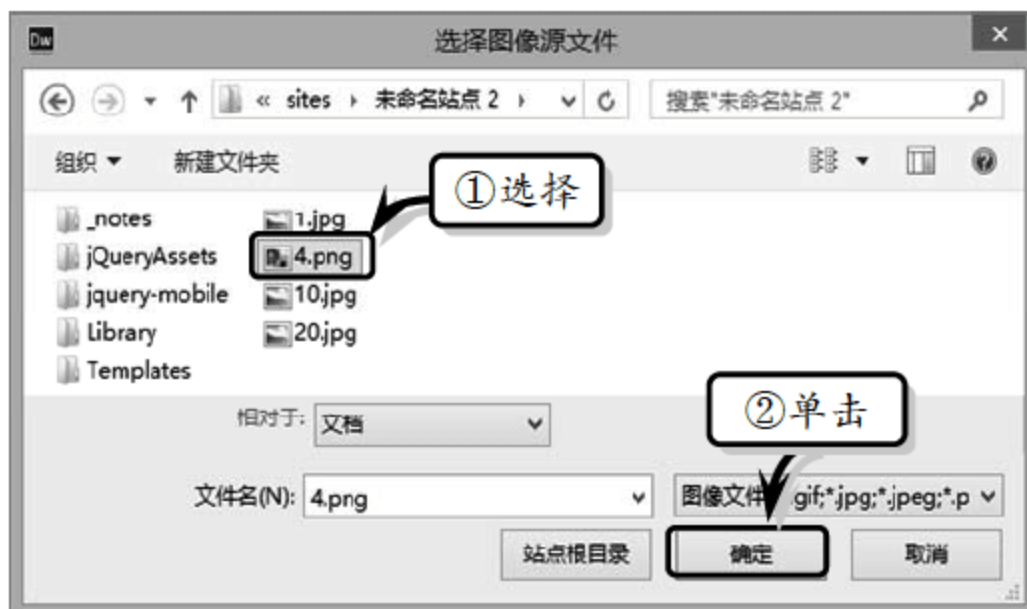 Dw 选择图像源文件
« sites › 未命名站点 2 › 搜索"未命名站点 2"
组织 新建文件夹
①选择
_notes 1.jpg
jQueryAssets 4.png
jquery-mobile 10.jpg
Library 20.jpg
Templates
②单击
相对于: 文档
文件名(N): 4.png 图像文件 gif;*.jpg;*.jpeg;*.p
站点根目录 确定 取消